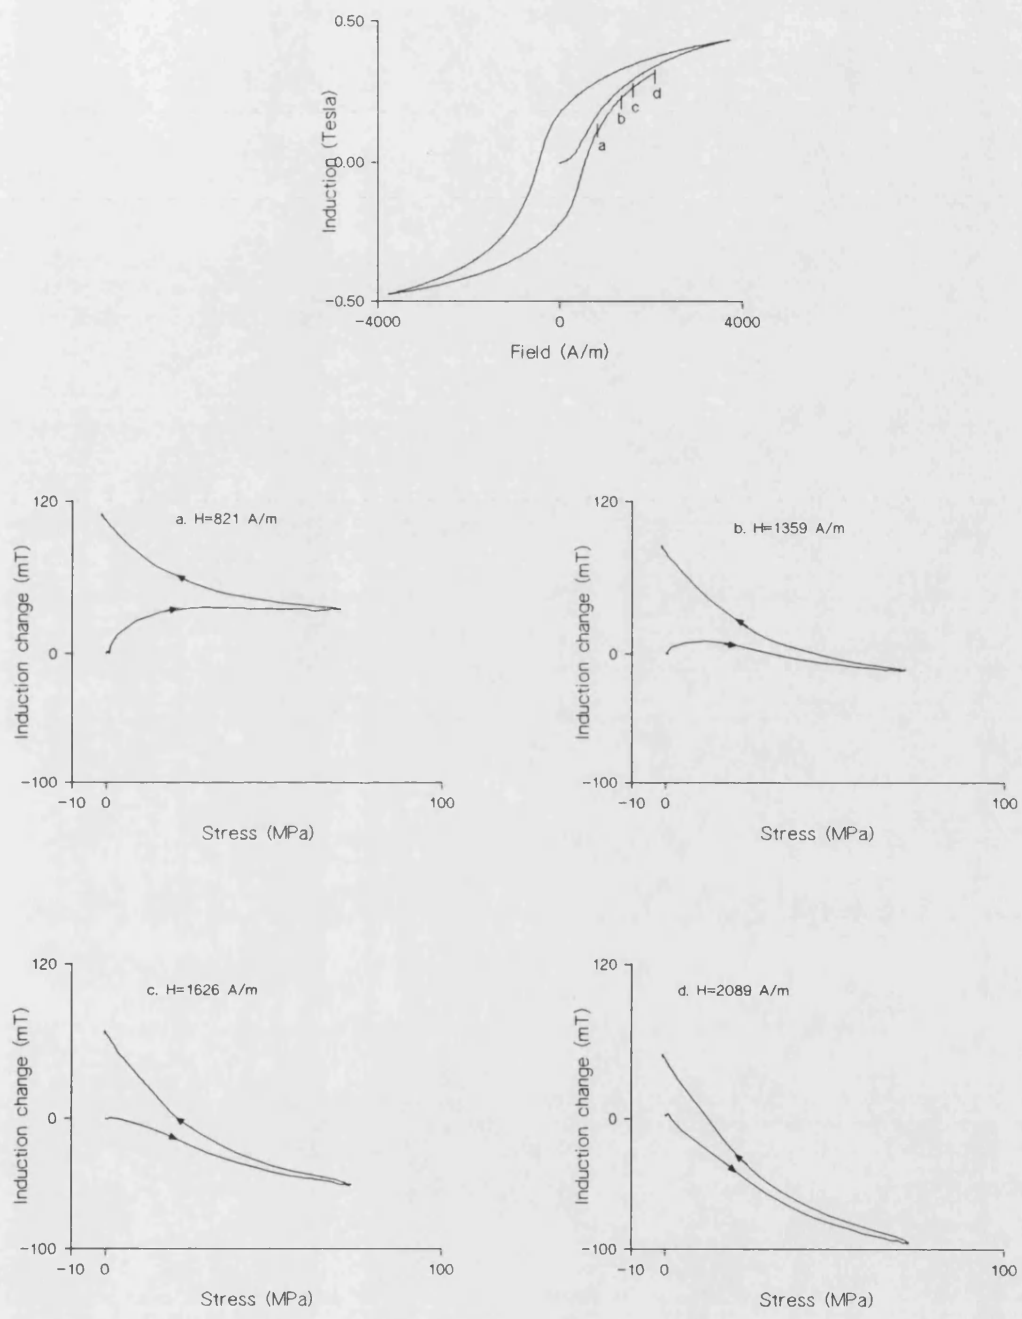 0.50
Induction (Tesla)
0.00
a
b
c
d
-0.50
-4000
0
4000
Field (A/m)
120
a. H=821 A/m
Induction change (mT)
0
-100
-10 0
100
Stress (MPa)
120
b. H=1359 A/m
Induction change (mT)
0
-100
-10 0
100
Stress (MPa)
120
c. H=1626 A/m
Induction change (mT)
0
-100
-10 0
100
Stress (MPa)
120
d. H=2089 A/m
Induction change (mT)
0
-100
-10 0
100
Stress (MPa)